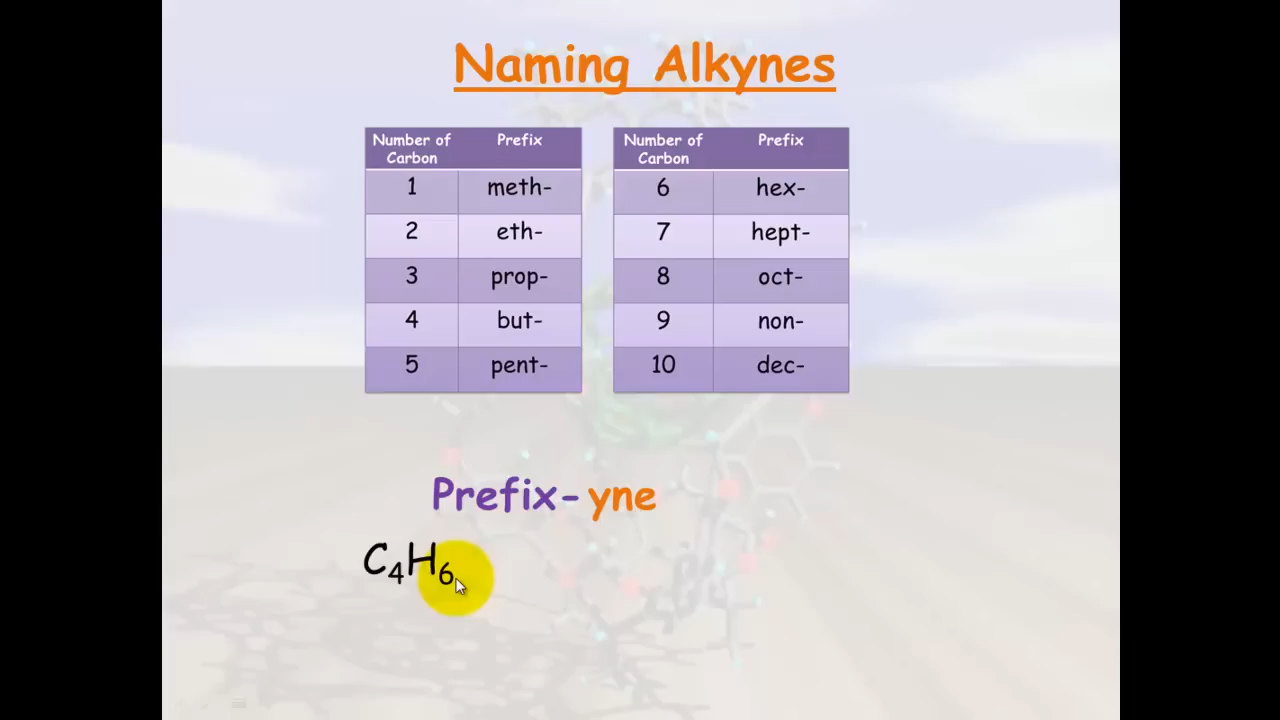 Naming Alkynes
Number of Carbon Prefix
1 meth-
2 eth-
3 prop-
4 but-
5 pent-
Number of Carbon Prefix
6 hex-
7 hept-
8 oct-
9 non-
10 dec-
Prefix- yne
C₄H₆